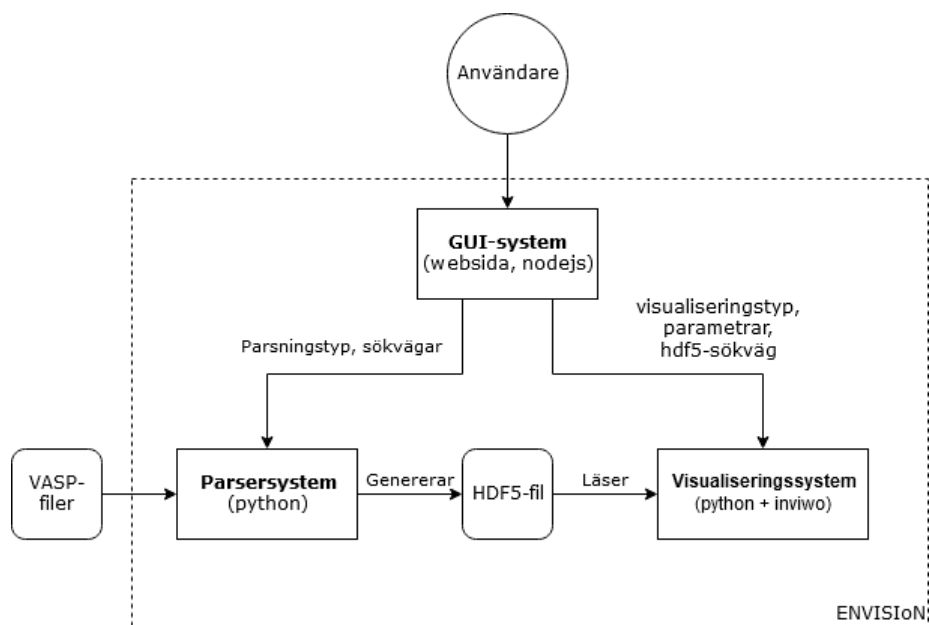 Användare
GUI-system
(websida, nodejs)
Parsningstyp, sökvägar
visualiseringstyp,
parametrar,
hdf5-sökväg
VASP-
filer
Parsersystem
(python)
Genererar
HDF5-fil
Läser
Visualiseringssystem
(python + inviwo)
ENVISIoN